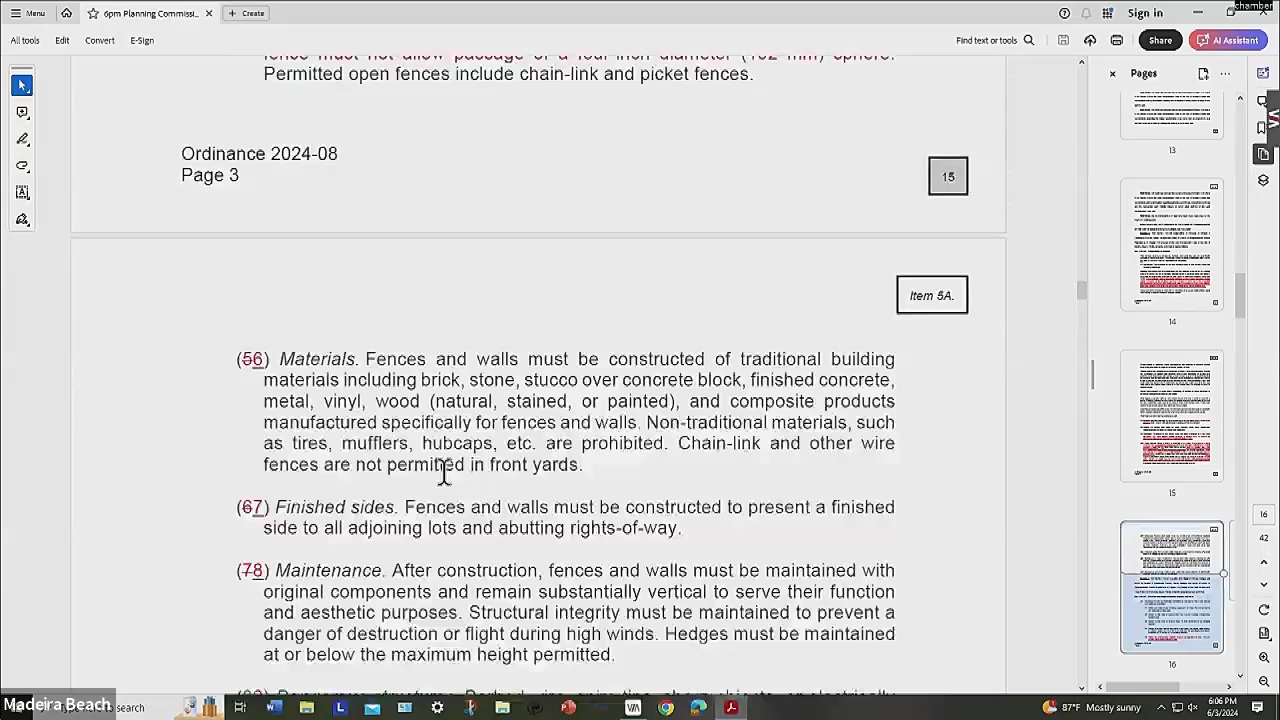 Menu
6pm Planning Commissi...
Create
Sign in
chamber
All tools
Edit
Convert
E-Sign
Find text or tools
Share
AI Assistant
fence must not allow passage of a four-inch diameter (102 mm) sphere.
Permitted open fences include chain-link and picket fences.
Ordinance 2024-08
Page 3
15
Item 5A.
(56) Materials. Fences and walls must be constructed of traditional building
materials including brick, stone, stucco over concrete block, finished concrete,
metal, vinyl, wood (natural, stained, or painted), and composite products
manufactured specifically for fences and walls. Non-traditional materials, such
as tires, mufflers, hubcaps, etc. are prohibited. Chain-link and other wire
fences are not permitted in front yards.
(67) Finished sides. Fences and walls must be constructed to present a finished
side to all adjoining lots and abutting rights-of-way.
(78) Maintenance. After construction, fences and walls must be maintained with
original components and remain substantially vertical to serve their function
and aesthetic purposes. Structural integrity must be maintained to prevent a
danger of destruction or flight during high winds. Hedges must be maintained
at or below the maximum height permitted.
Pages
13
14
15
16
16
42
Madeira Beach
here to search
87°F Mostly sunny
6:06 PM
6/3/2024